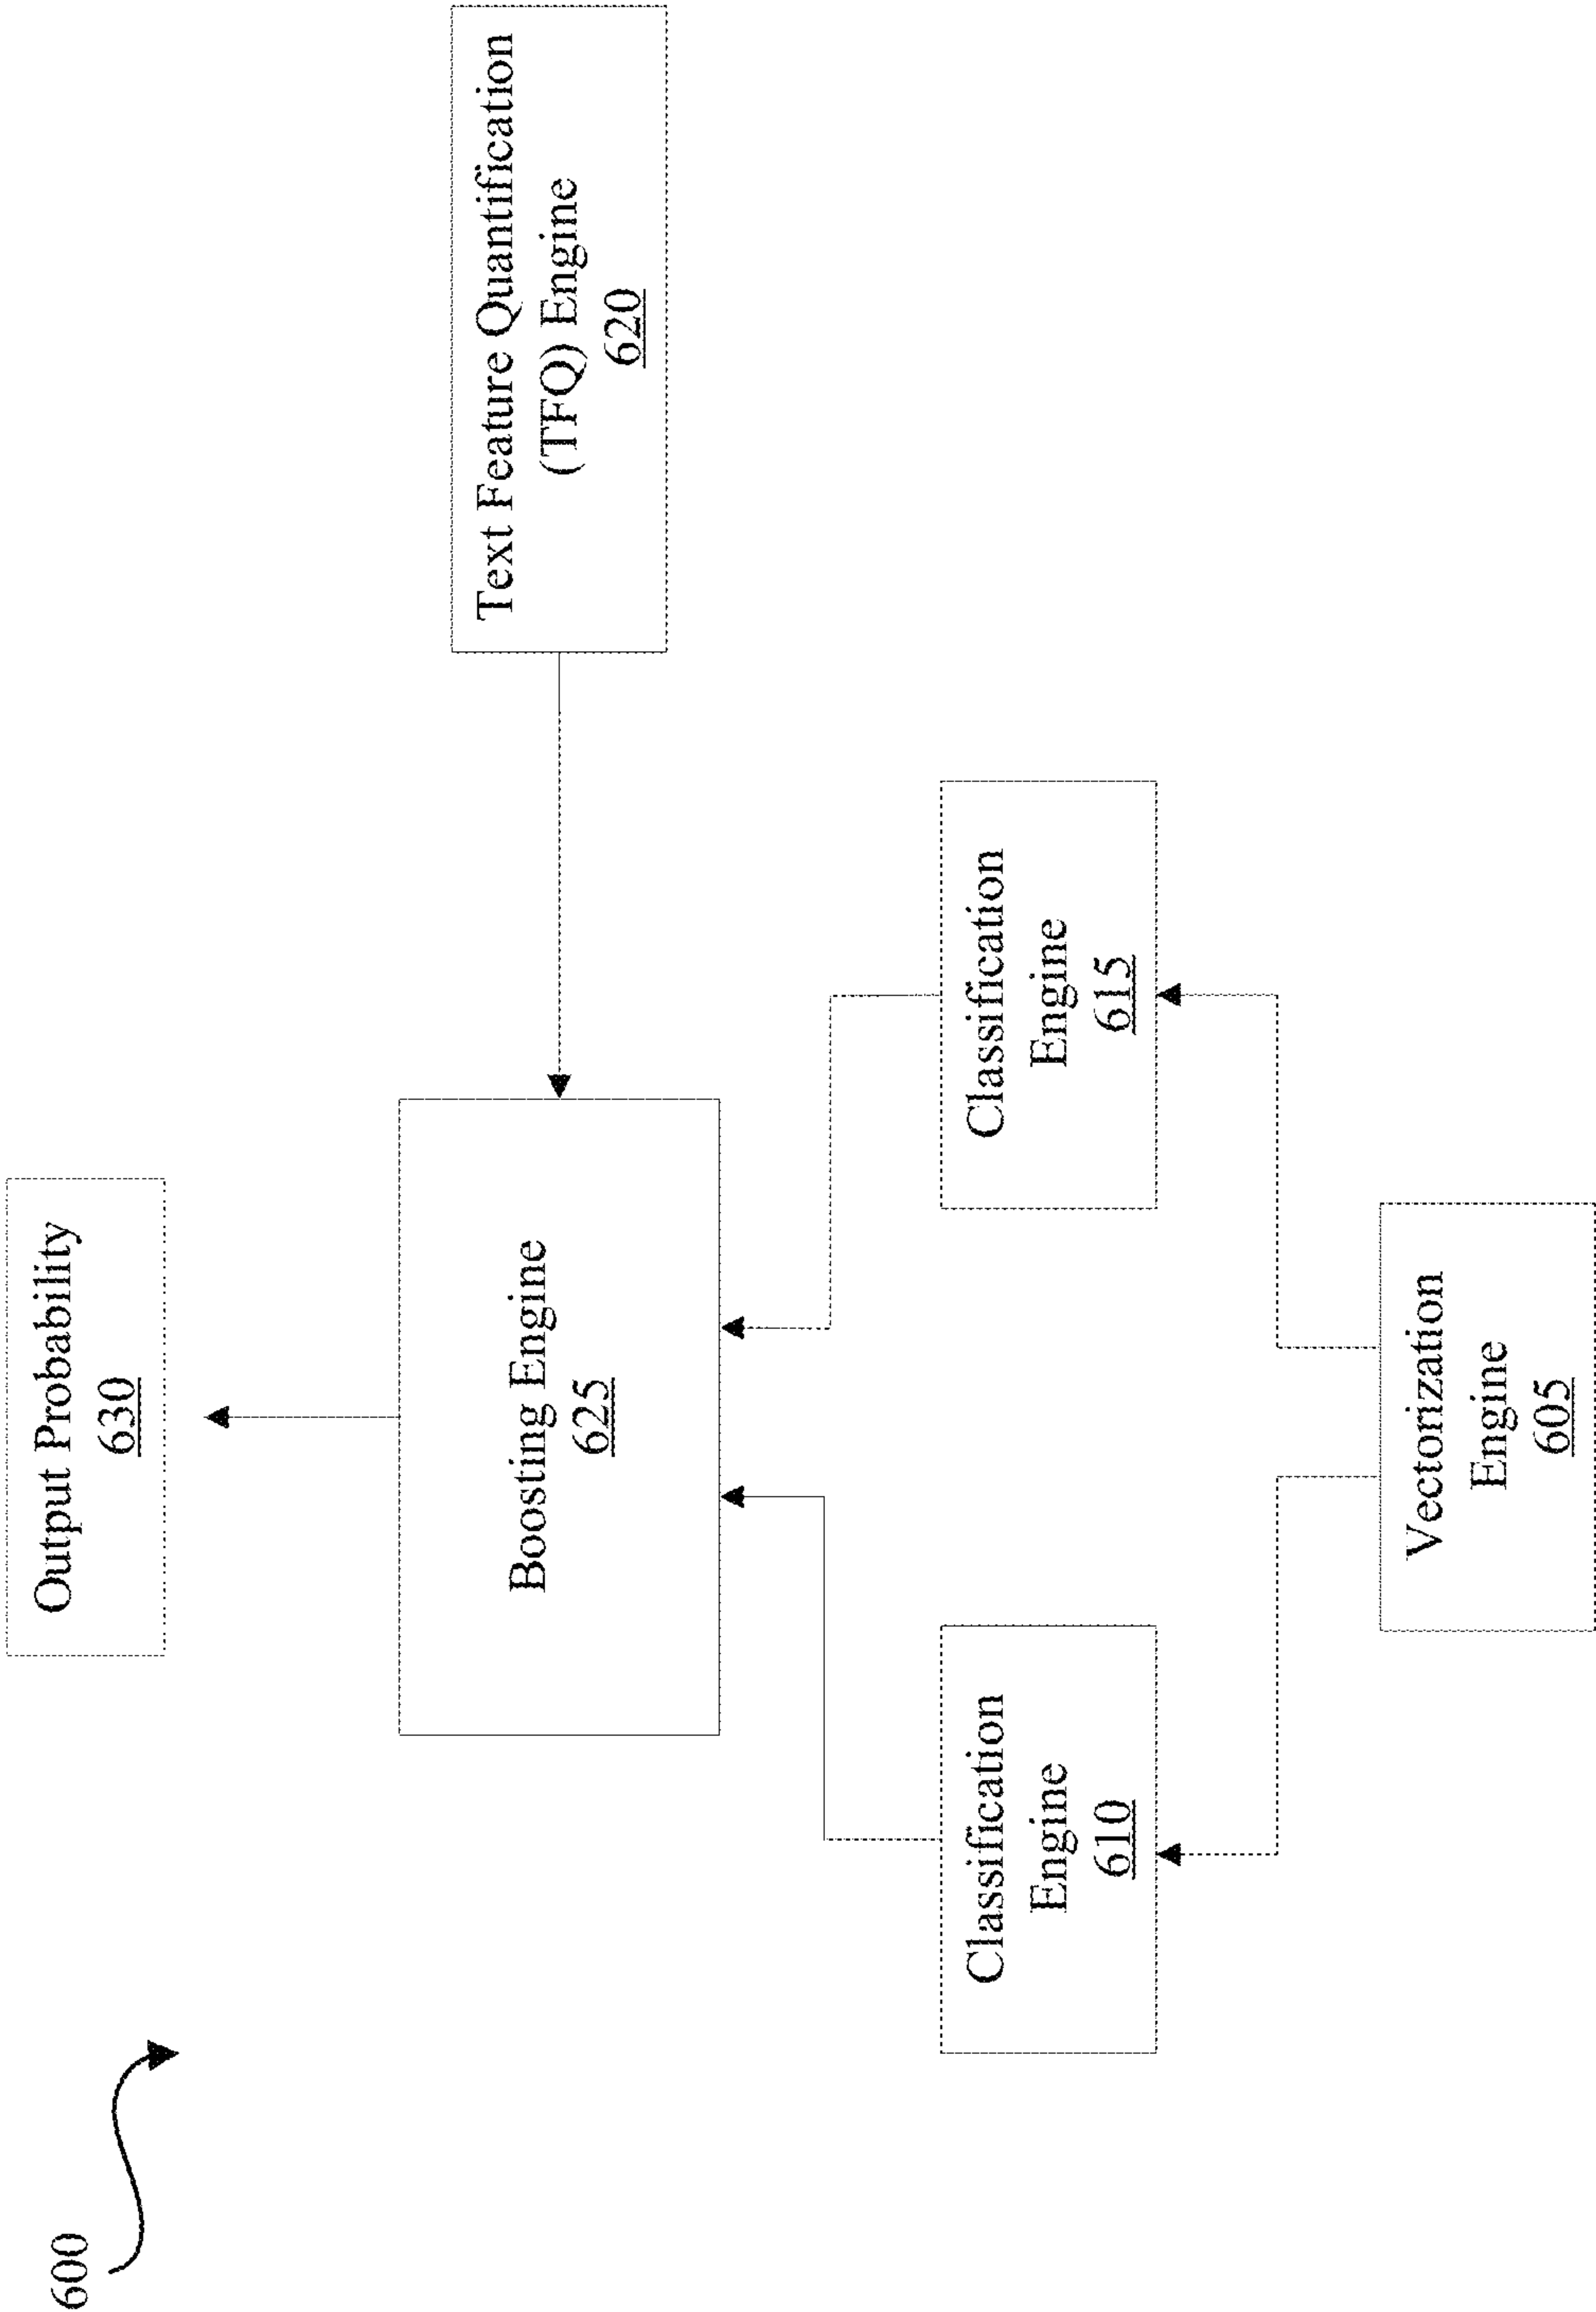 600
Output Probability
630
Boosting Engine
625
Text Feature Quantification
(TFQ) Engine
620
Classification
Engine
610
Classification
Engine
615
Vectorization
Engine
605